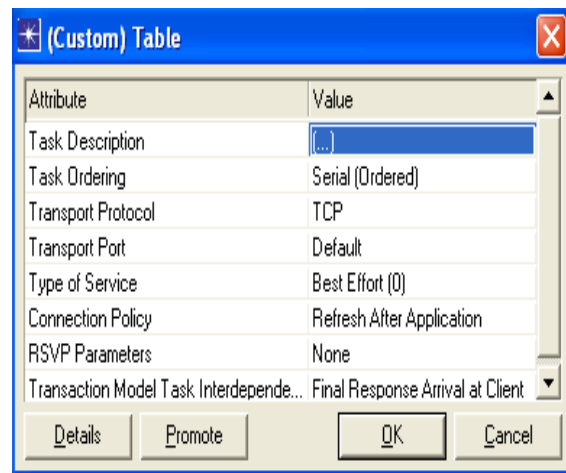 (Custom) Table
Attribute Value
Task Description (...)
Task Ordering Serial (Ordered)
Transport Protocol TCP
Transport Port Default
Type of Service Best Effort (0)
Connection Policy Refresh After Application
RSVP Parameters None
Transaction Model Task Interdepende... Final Response Arrival at Client
Details Promote OK Cancel